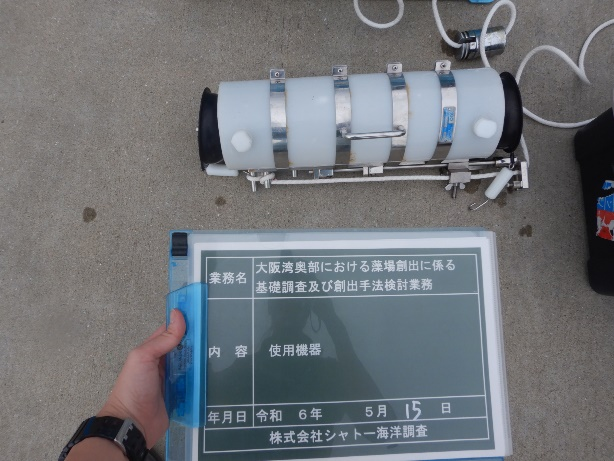 業務名
大阪湾奥部における藻場創出に係る
基礎調査及び創出手法検討業務
内 容
使用機器
年月日 令和 6年 5月 15 日
株式会社シャトー海洋調査